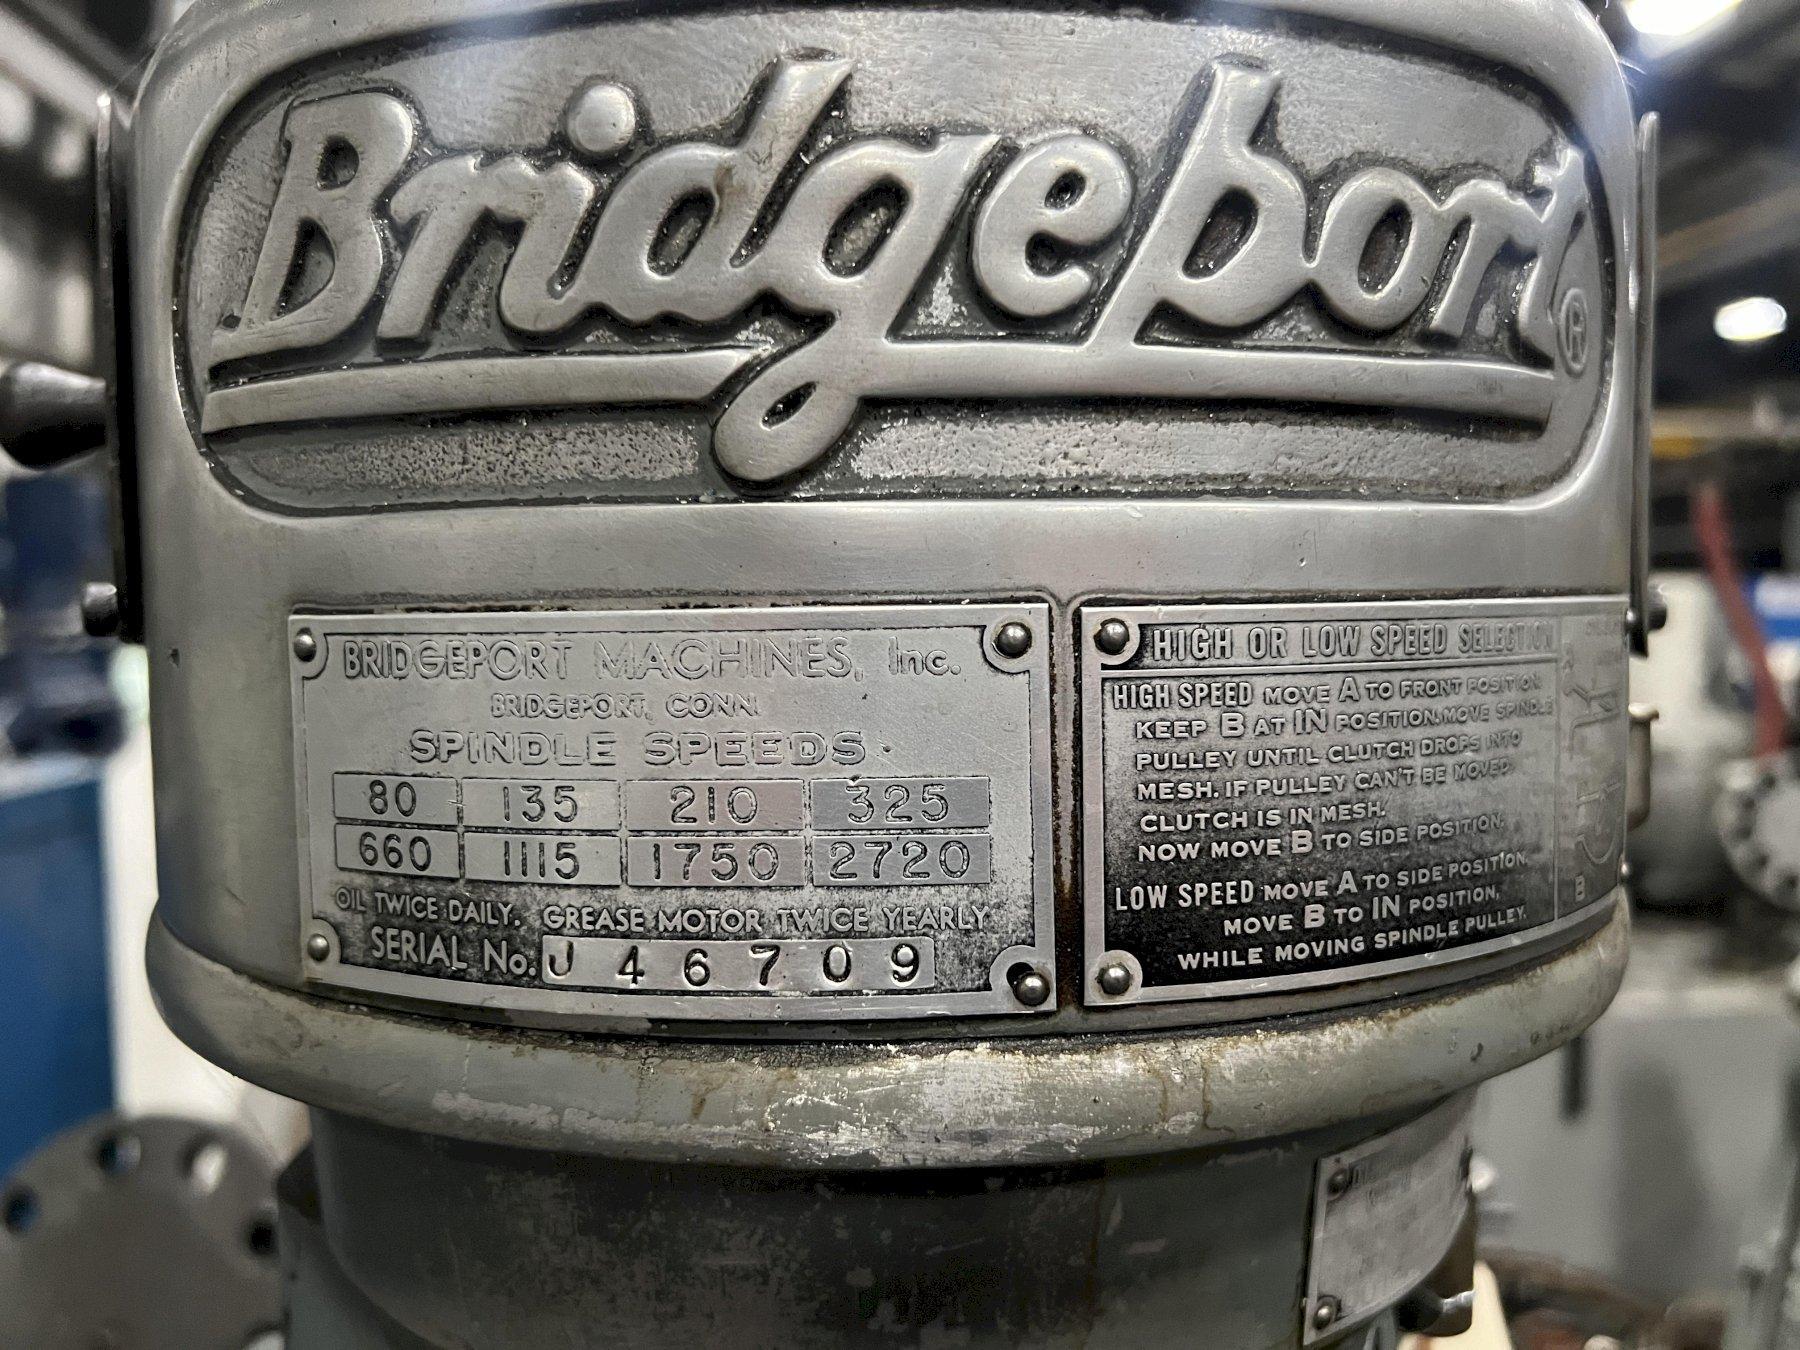 Bridgeport®
BRIDGEPORT MACHINES, Inc.
BRIDGEPORT, CONN.
SPINDLE SPEEDS
80 135 210 325
660 1115 1750 2720
OIL TWICE DAILY. GREASE MOTOR TWICE YEARLY
SERIAL No. J 46709
HIGH OR LOW SPEED SELECTION
HIGH SPEED MOVE A TO FRONT POSITION.
KEEP B AT IN POSITION. MOVE SPINDLE
PULLEY UNTIL CLUTCH DROPS INTO
MESH. IF PULLEY CAN'T BE MOVED.
CLUTCH IS IN MESH.
NOW MOVE B TO SIDE POSITION.
LOW SPEED MOVE A TO SIDE POSITION,
MOVE B TO IN POSITION,
WHILE MOVING SPINDLE PULLEY.
B